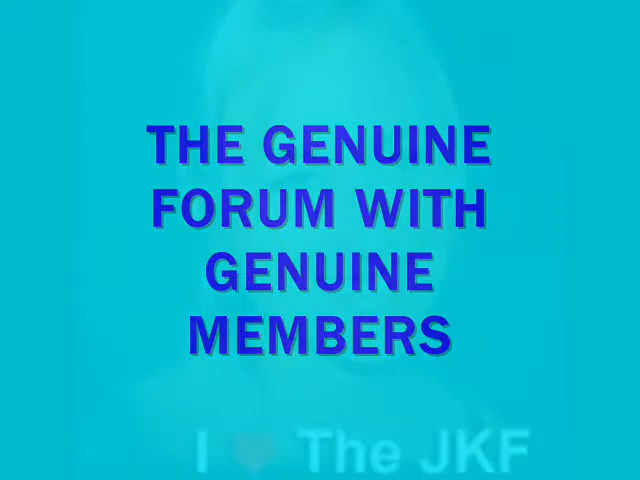 THE GENUINE
FORUM WITH
GENUINE
MEMBERS
I ❤ The JKF